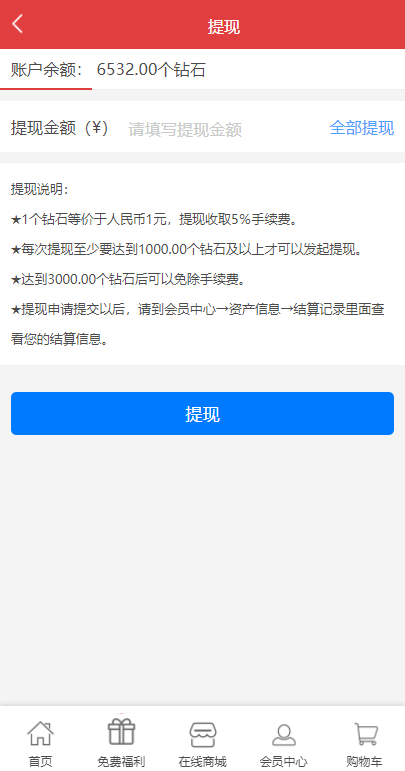 提现
账户余额： 6532.00个钻石
提现金额（¥） 请填写提现金额 全部提现
提现说明：
★1个钻石等价于人民币1元，提现收取5%手续费。
★每次提现至少要达到1000.00个钻石及以上才可以发起提现。
★达到3000.00个钻石后可以免除手续费。
★提现申请提交以后，请到会员中心→资产信息→结算记录里面查
看您的结算信息。
提现
首页 免费福利 在线商城 会员中心 购物车